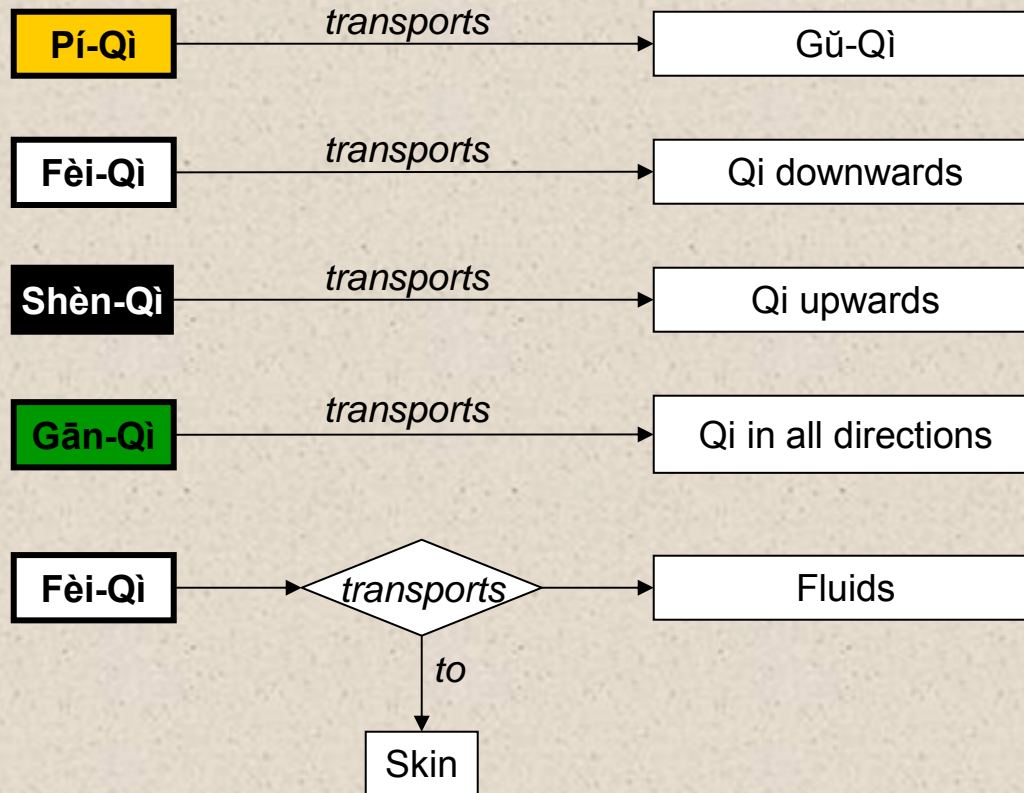 Pí-Qì transports Gŭ-Qì
Fèi-Qì transports Qi downwards
Shèn-Qì transports Qi upwards
Gān-Qì transports Qi in all directions
Fèi-Qì transports Fluids
to
Skin